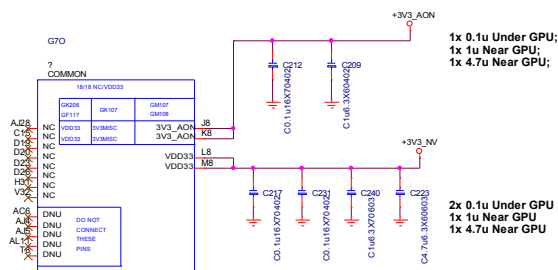 G7O
+3V3_AON
1x 0.1u Under GPU;
1x 1u Near GPU;
1x 4.7u Near GPU;
?
COMMON
C212
C209
C0.1u16X70402
C1u6.3X60402
18/18 NC/VDD33
GK208
GF117
GK107
GM107
GM108
VDD33
3V3MISC
3V3_AON
J8
VDD33
3V3MISC
3V3_AON
K8
VDD33
L8
VDD33
M8
AJ28
NC
C15
NC
D19
NC
D20
NC
D23
NC
D26
NC
H31
NC
V32
NC
+3V3_NV
C217
C231
C240
C223
C0.1u16X70402
C0.1u16X70402
C1u6.3X70603
C4.7u6.3X60603
2x 0.1u Under GPU
1x 1u Near GPU
1x 4.7u Near GPU
AC6
DNU
AJ4
DNU
AJ5
DNU
AL11
DNU
T8
DNU
DO NOT
CONNECT
THESE
PINS